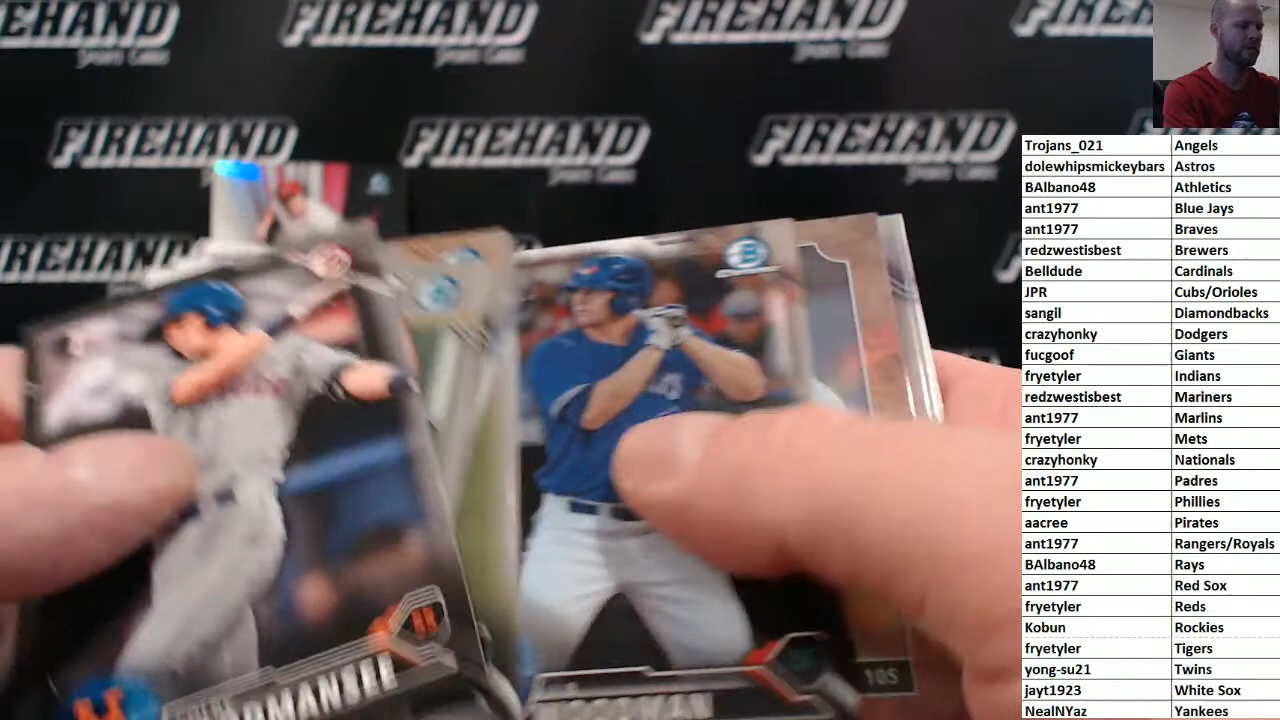 FIREHAND
FIREHAND
FIREHAND
FIREHAND
FIREHAND
FIREHAND
FIREHAND
FIREHAND
Trojans_021 Angels
dolewhipsmickeybars Astros
BAlbano48 Athletics
ant1977 Blue Jays
ant1977 Braves
redzwestisbest Brewers
Belldude Cardinals
JPR Cubs/Orioles
sangil Diamondbacks
crazyhonky Dodgers
fucgoof Giants
fryetyler Indians
redzwestisbest Mariners
ant1977 Marlins
fryetyler Mets
crazyhonky Nationals
ant1977 Padres
fryetyler Phillies
aacree Pirates
ant1977 Rangers/Royals
BAlbano48 Rays
ant1977 Red Sox
fryetyler Reds
Kobun Rockies
fryetyler Tigers
yong-su21 Twins
jayt1923 White Sox
NealNYaz Yankees
B
10S